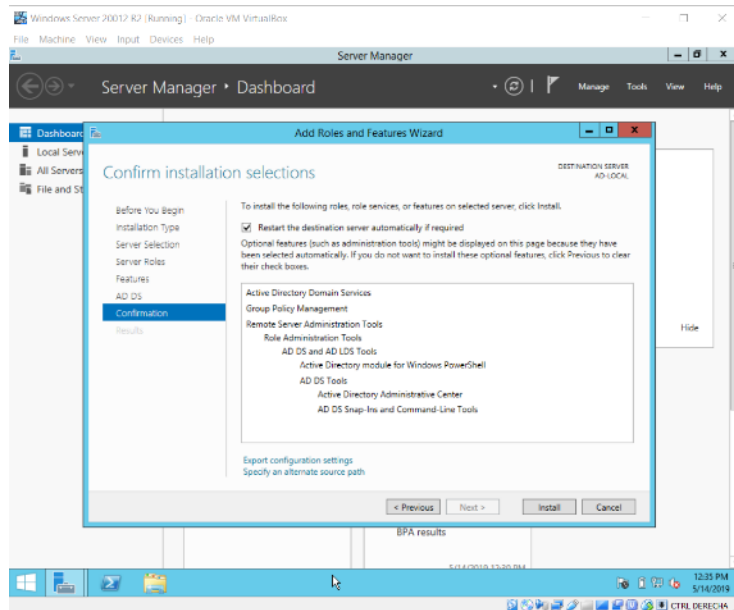 Windows Server 20012 R2 [Running] - Oracle VM VirtualBox
File Machine View Input Devices Help
Server Manager
Server Manager ‣ Dashboard
Manage Tools View Help
Dashboard
Local Serv
All Servers
File and St
Add Roles and Features Wizard
Confirm installation selections
DESTINATION SERVER
AD-LOCAL
Before You Begin
Installation Type
Server Selection
Server Roles
Features
AD DS
Confirmation
Results
To install the following roles, role services, or features on selected server, click Install.
Restart the destination server automatically if required
Optional features (such as administration tools) might be displayed on this page because they have
been selected automatically. If you do not want to install these optional features, click Previous to clear
their check boxes.
Active Directory Domain Services
Group Policy Management
Remote Server Administration Tools
Role Administration Tools
AD DS and AD LDS Tools
Active Directory module for Windows PowerShell
AD DS Tools
Active Directory Administrative Center
AD DS Snap-Ins and Command-Line Tools
Export configuration settings
Specify an alternate source path
< Previous Next > Install Cancel
Hide
BPA results
5/14/2019 12:30 PM
12:35 PM
5/14/2019
CTRL DERECHA